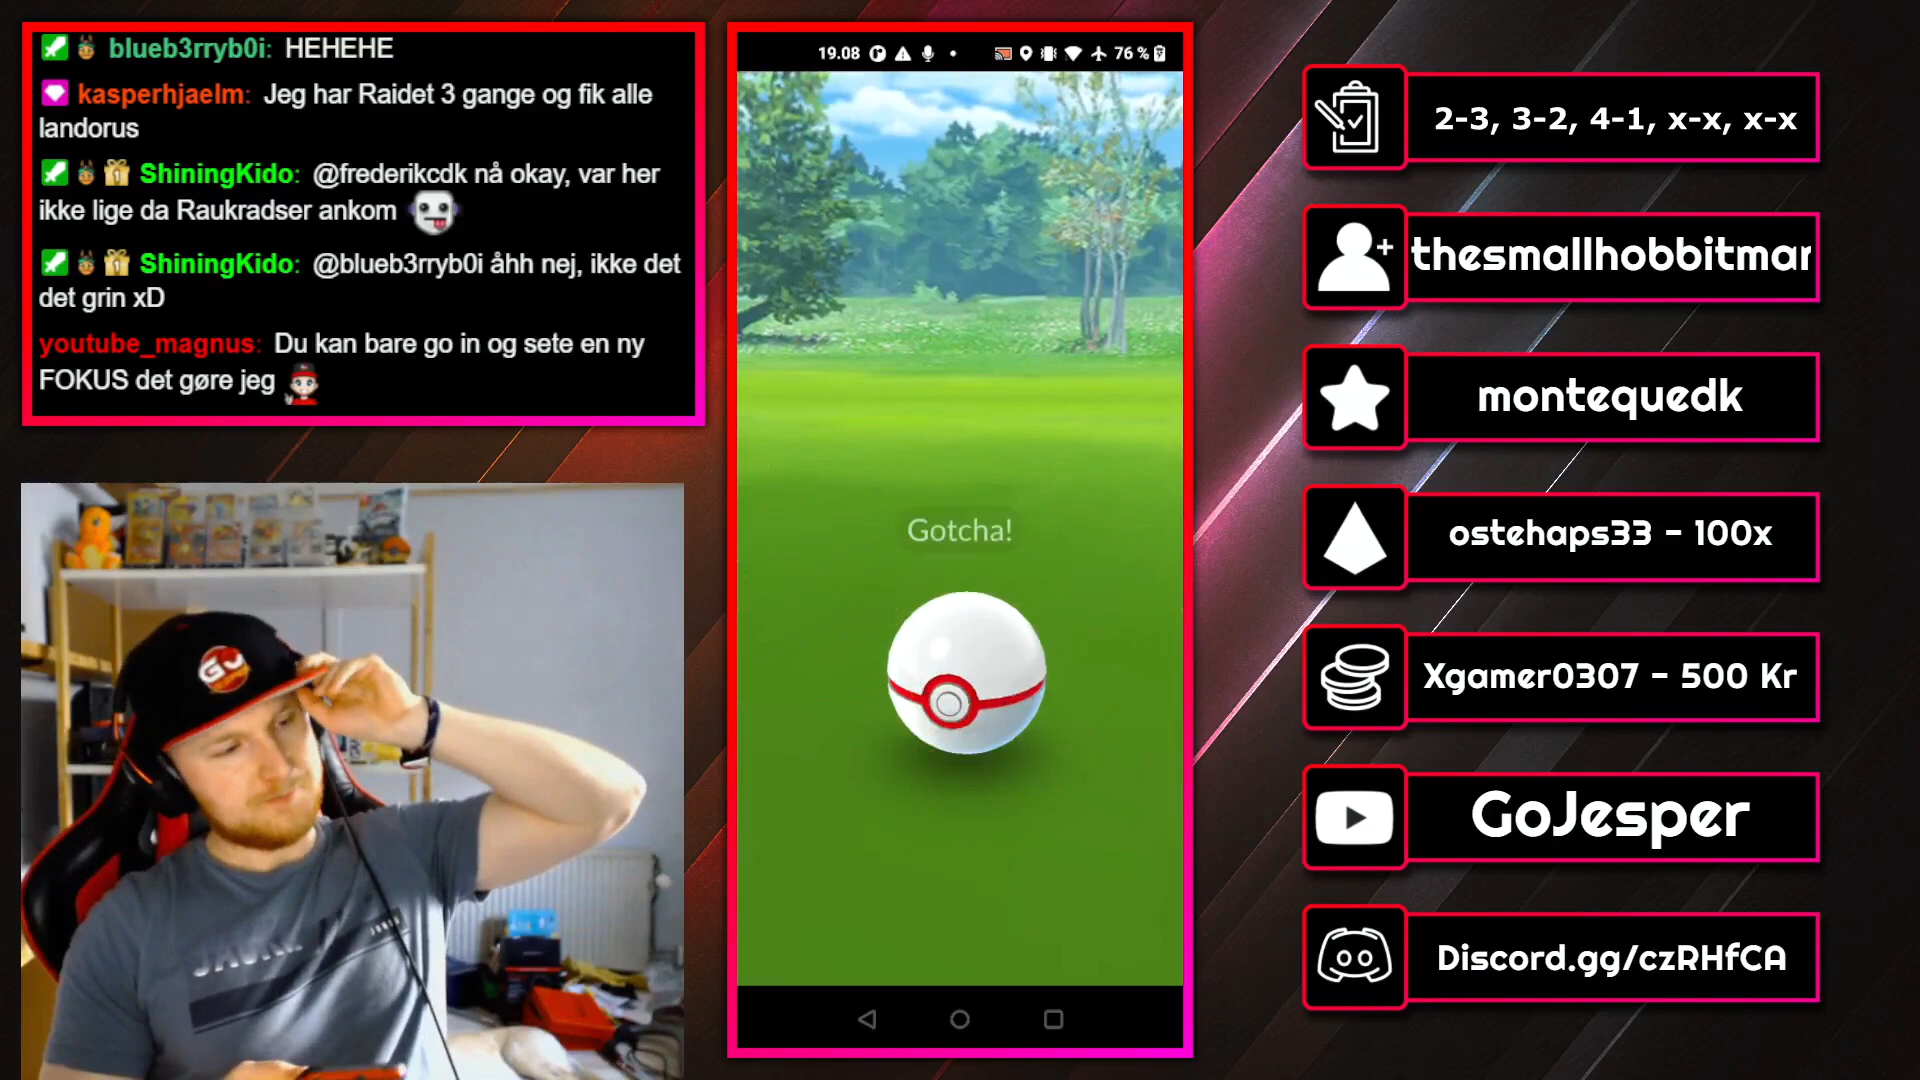 blueb3rryb0i: HEHEHE
kasperhjaelm: Jeg har Raidet 3 gange og fik alle
landorus
ShiningKido: @frederikcdk nå okay, var her
ikke lige da Raukradser ankom
ShiningKido: @blueb3rryb0i åhh nej, ikke det
det grin xD
youtube_magnus: Du kan bare go in og sete en ny
FOKUS det gøre jeg
19.08
76 %
Gotcha!
GJ
2-3, 3-2, 4-1, x-x, x-x
thesmallhobbitmar
montequedk
ostehaps33 - 100x
Xgamer0307 - 500 Kr
GoJesper
Discord.gg/czRHfCA